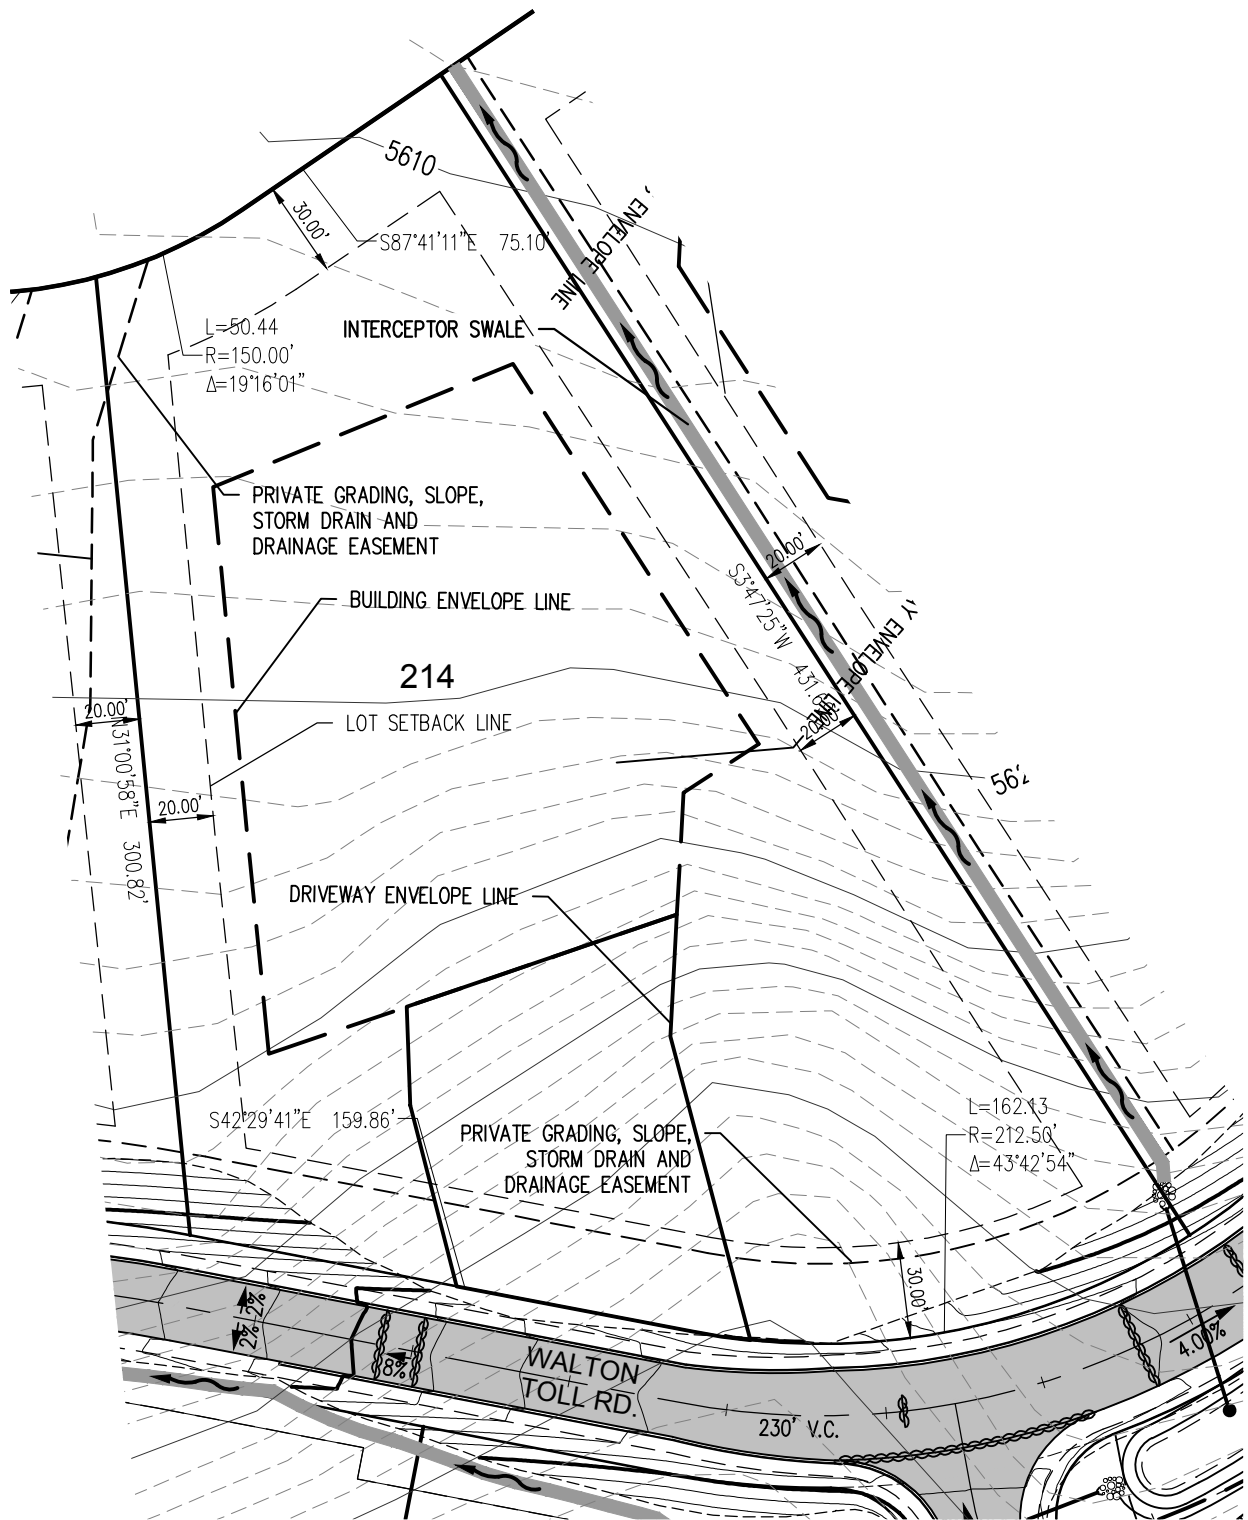 5610
30.00'
S87°41'11"E 75.10'
ENVELOPE LINE
L=50.44
R=150.00'
Δ=19°16'01"
INTERCEPTOR SWALE
PRIVATE GRADING, SLOPE,
STORM DRAIN AND
DRAINAGE EASEMENT
20.00'
S3°47'25"W
BUILDING ENVELOPE LINE
214
ENVELOPE LINE
20.00'
20.00'
LOT SETBACK LINE
N31°00'58"E 300.82'
20.00'
DRIVEWAY ENVELOPE LINE
S42°29'41"E 159.86'
PRIVATE GRADING, SLOPE,
STORM DRAIN AND
DRAINAGE EASEMENT
L=162.13
R=212.50'
Δ=43°42'54"
30.00'
2%
2%
8%
WALTON
TOLL RD.
4.00%
230' V.C.